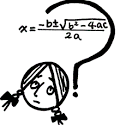 x = -b±√b²-4ac / 2a